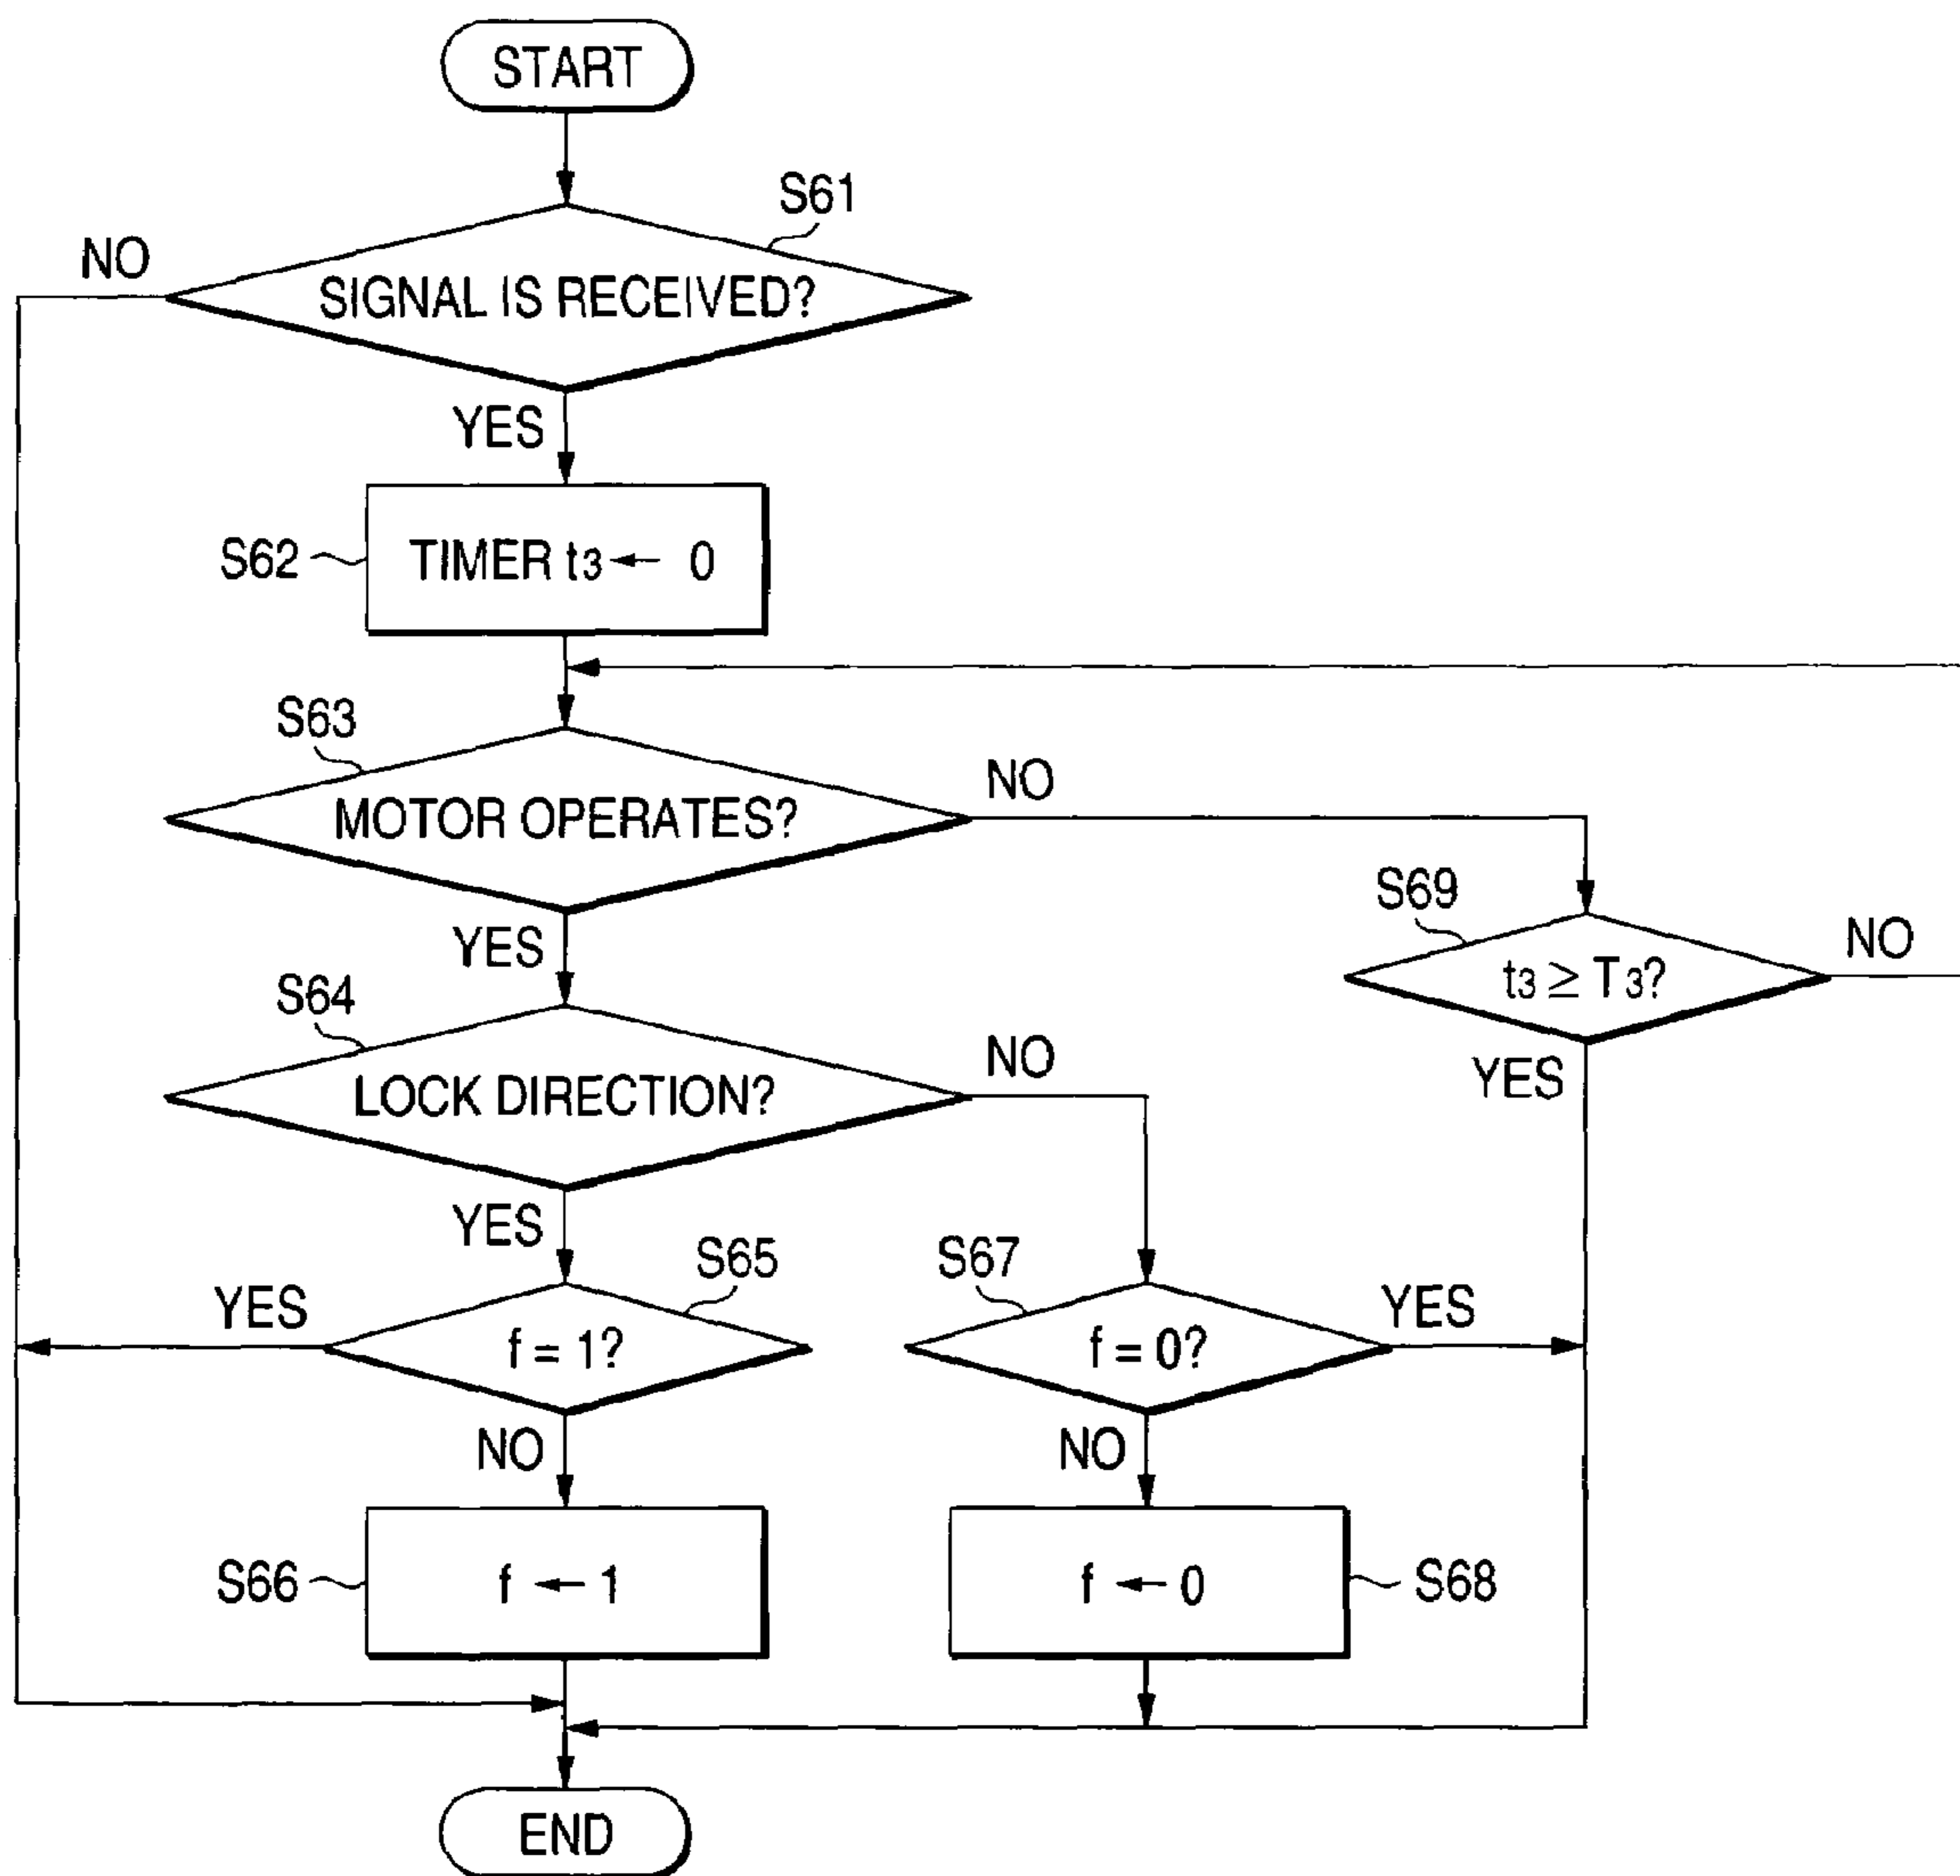 START
S61
NO
SIGNAL IS RECEIVED?
YES
S62
TIMER t3 ← 0
S63
NO
MOTOR OPERATES?
S69
YES
NO
t3 ≥ T3?
S64
NO
YES
LOCK DIRECTION?
YES
S65
S67
YES
YES
f = 1?
f = 0?
NO
NO
S66
f ← 1
f ← 0
S68
END